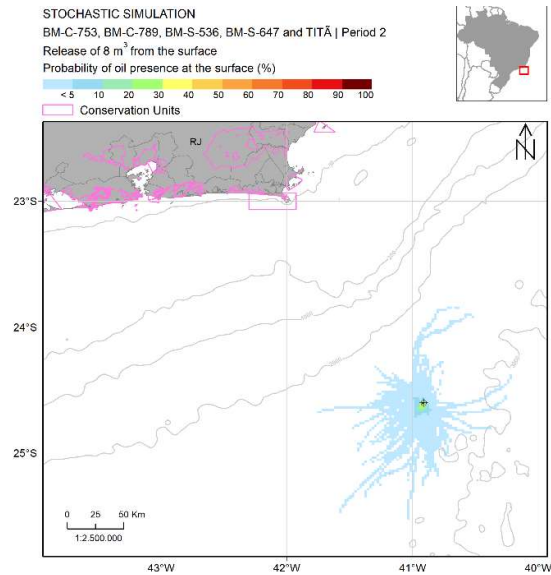 STOCHASTIC SIMULATION
BM-C-753, BM-C-789, BM-S-536, BM-S-647 and TITÃ | Period 2
Release of 8 m³ from the surface
Probability of oil presence at the surface (%)
< 5 10 20 30 40 50 60 70 80 90 100
Conservation Units
RJ
N
23°S
24°S
25°S
0 25 50 Km
1:2.500.000
43°W 42°W 41°W 40°W